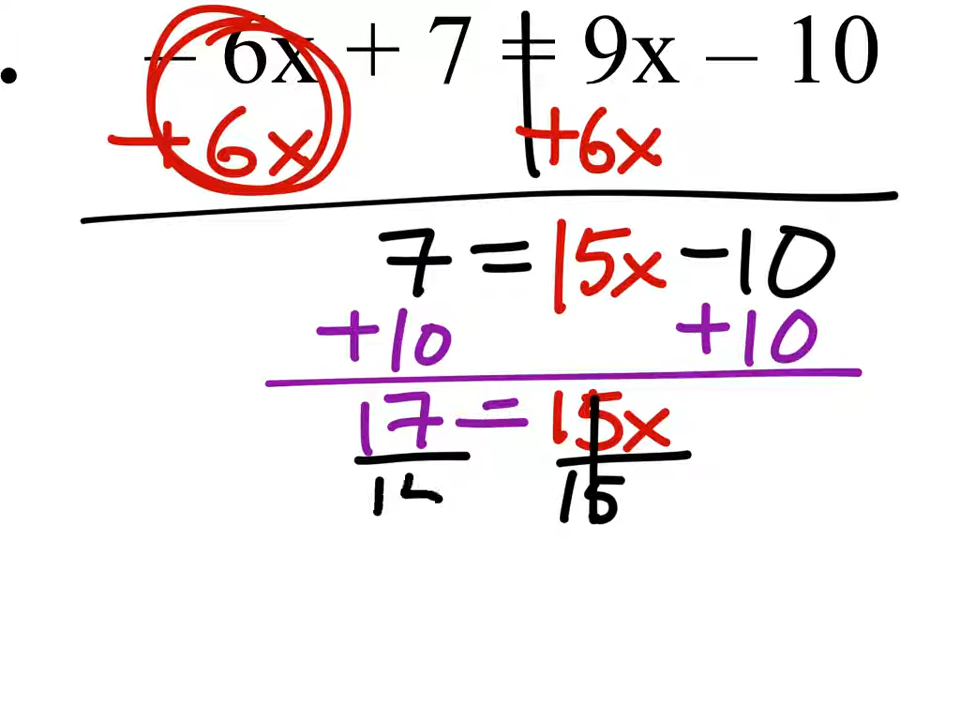 . – 6x + 7 = 9x – 10
+6x +6x
7 = 15x -10
+10 +10
17 = 15x
15